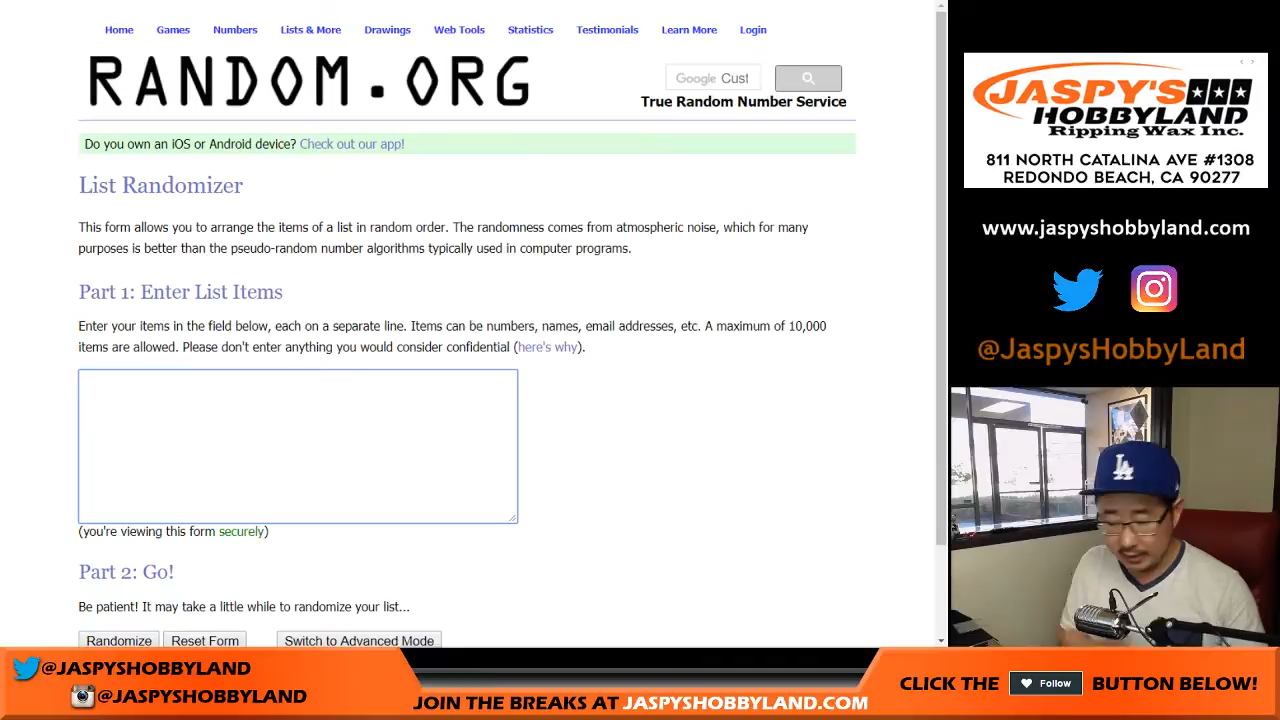 Home Games Numbers Lists & More Drawings Web Tools Statistics Testimonials Learn More Login
RANDOM.ORG
Google Cust
True Random Number Service
Do you own an iOS or Android device? Check out our app!
List Randomizer
This form allows you to arrange the items of a list in random order. The randomness comes from atmospheric noise, which for many
purposes is better than the pseudo-random number algorithms typically used in computer programs.
Part 1: Enter List Items
Enter your items in the field below, each on a separate line. Items can be numbers, names, email addresses, etc. A maximum of 10,000
items are allowed. Please don't enter anything you would consider confidential (here's why).
(you're viewing this form securely)
Part 2: Go!
Be patient! It may take a little while to randomize your list...
Randomize Reset Form Switch to Advanced Mode
JASPY'S
HOBBYLAND
Ripping Wax Inc.
811 NORTH CATALINA AVE #1308
REDONDO BEACH, CA 90277
www.jaspyshobbyland.com
@JaspysHobbyLand
LA
@JASPYSHOBBYLAND
@JASPYSHOBBYLAND
JOIN THE BREAKS AT JASPYSHOBBYLAND.COM
CLICK THE Follow BUTTON BELOW!